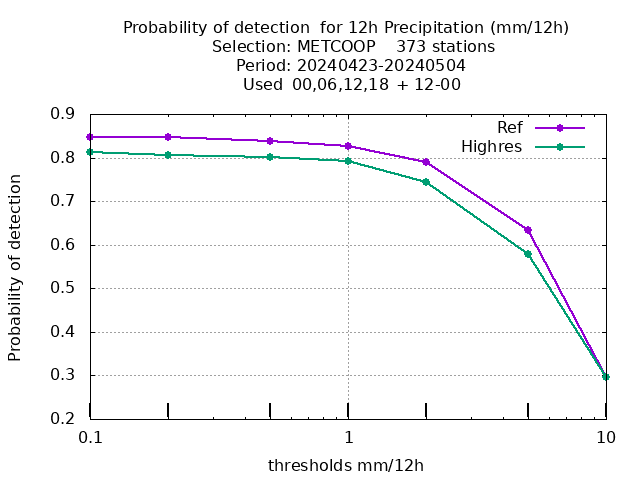 Probability of detection  for 12h Precipitation (mm/12h)
Selection: METCOOP    373 stations
Period: 20240423-20240504
Used  00,06,12,18  + 12-00
Ref
Highres
0.9
0.8
0.7
0.6
0.5
0.4
0.3
0.2
Probability of detection
0.1
1
10
thresholds mm/12h